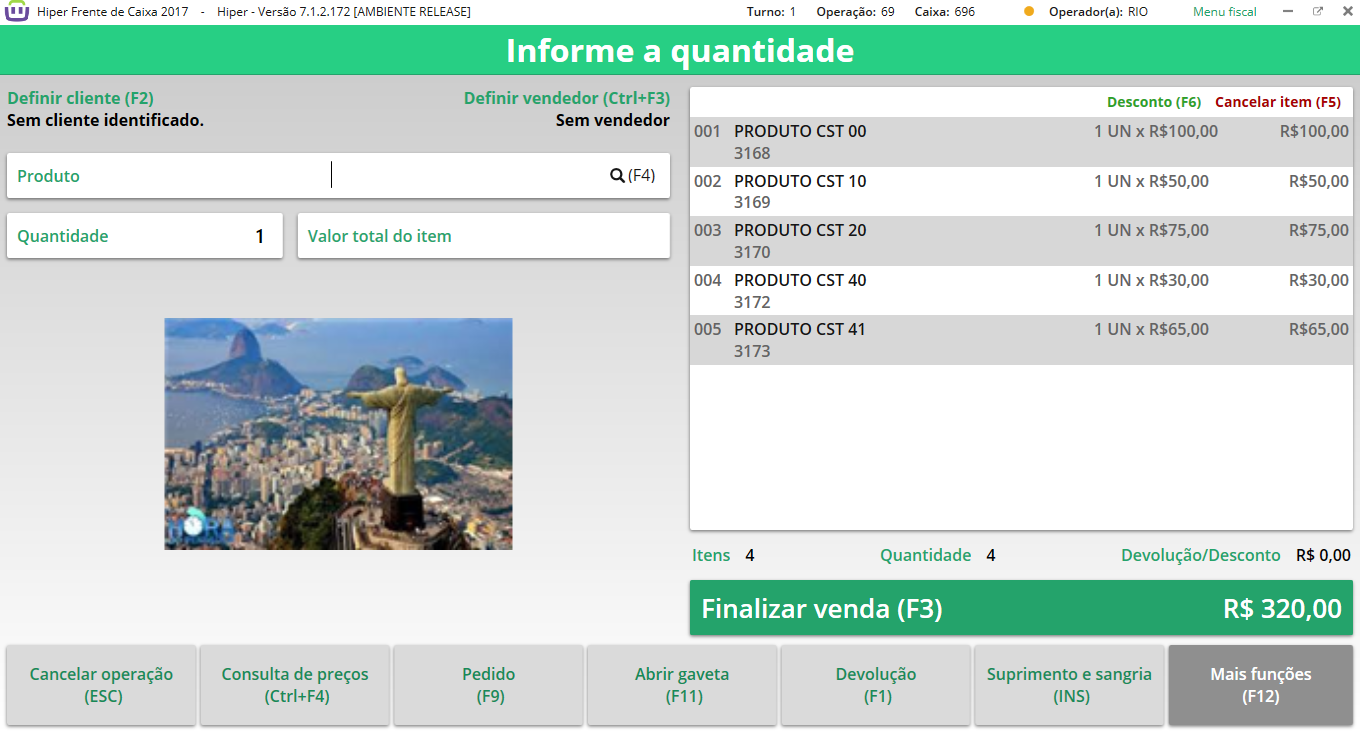 Hiper Frente de Caixa 2017 - Hiper - Versão 7.1.2.172 [AMBIENTE RELEASE] Turno: 1 Operação: 69 Caixa: 696 Operador(a): RIO Menu fiscal
Informe a quantidade
Definir cliente (F2) Definir vendedor (Ctrl+F3)
Sem cliente identificado. Sem vendedor
Produto (F4)
Quantidade 1 Valor total do item
HORA
Desconto (F6) Cancelar item (F5)
001 PRODUTO CST 00 1 UN x R$100,00 R$100,00
3168
002 PRODUTO CST 10 1 UN x R$50,00 R$50,00
3169
003 PRODUTO CST 20 1 UN x R$75,00 R$75,00
3170
004 PRODUTO CST 40 1 UN x R$30,00 R$30,00
3172
005 PRODUTO CST 41 1 UN x R$65,00 R$65,00
3173
Itens 4 Quantidade 4 Devolução/Desconto R$ 0,00
Finalizar venda (F3) R$ 320,00
Cancelar operação
(ESC)
Consulta de preços
(Ctrl+F4)
Pedido
(F9)
Abrir gaveta
(F11)
Devolução
(F1)
Suprimento e sangria
(INS)
Mais funções
(F12)